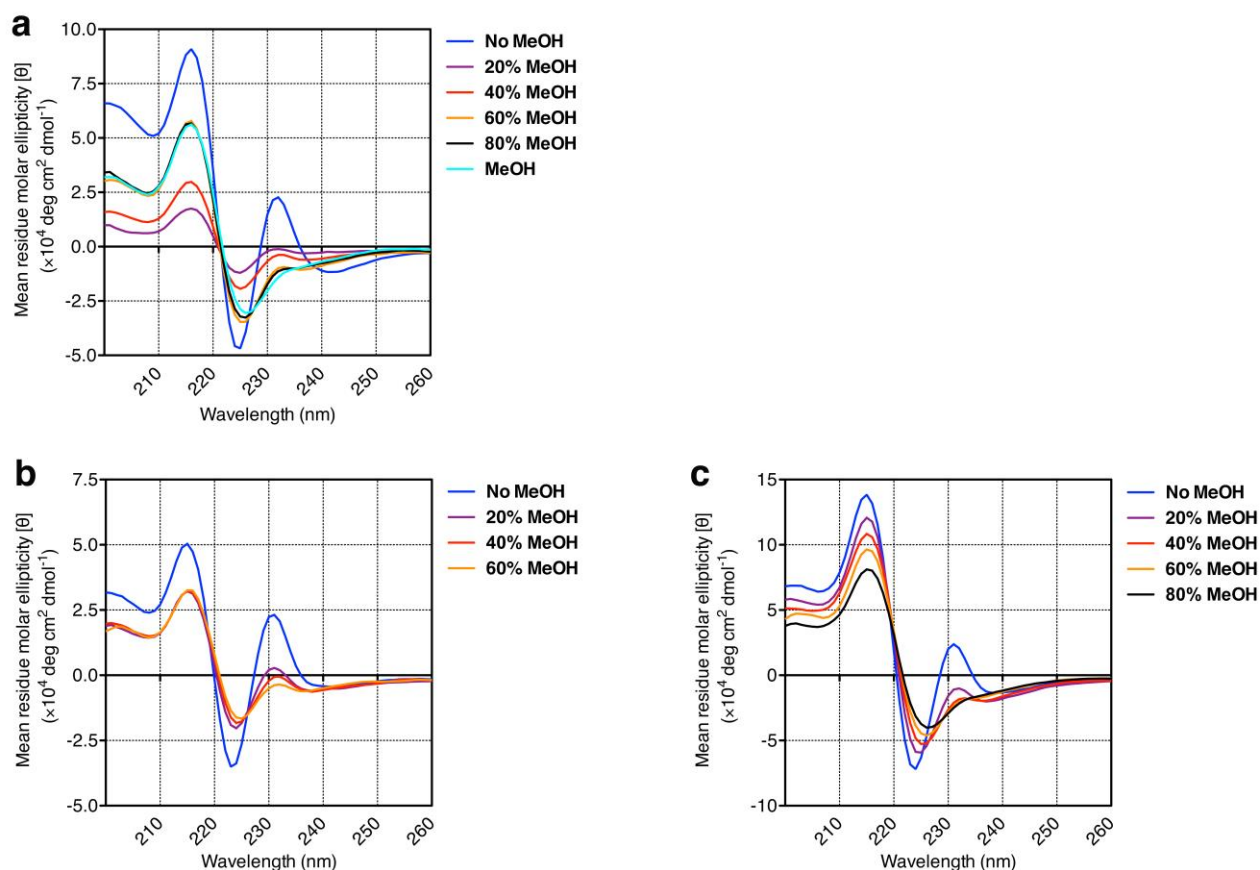 a
Mean residue molar ellipticity [θ]
(×10⁴ deg cm² dmol⁻¹)
10.0
7.5
5.0
2.5
0.0
-2.5
-5.0
210
220
230
240
250
260
Wavelength (nm)
No MeOH
20% MeOH
40% MeOH
60% MeOH
80% MeOH
MeOH
b
Mean residue molar ellipticity [θ]
(×10⁴ deg cm² dmol⁻¹)
7.5
5.0
2.5
0.0
-2.5
-5.0
210
220
230
240
250
260
Wavelength (nm)
No MeOH
20% MeOH
40% MeOH
60% MeOH
c
Mean residue molar ellipticity [θ]
(×10⁴ deg cm² dmol⁻¹)
15
10
5
0
-5
-10
210
220
230
240
250
260
Wavelength (nm)
No MeOH
20% MeOH
40% MeOH
60% MeOH
80% MeOH